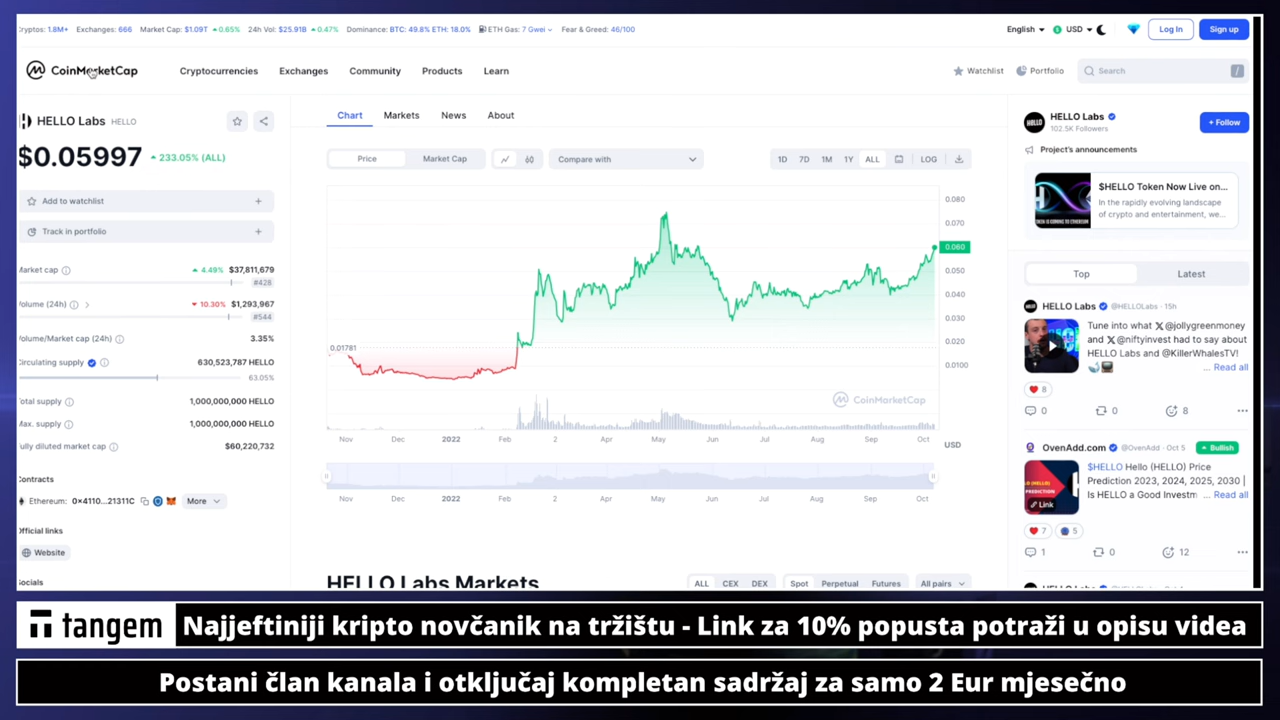 Cryptos: 1.8M+ Exchanges: 666 Market Cap: $1.09T 0.65% 24h Vol: $25.91B 0.47% Dominance: BTC: 49.8% ETH: 18.0% ETH Gas: 7 Gwei Fear & Greed: 46/100
English USD Log In Sign up
CoinMarketCap Cryptocurrencies Exchanges Community Products Learn Watchlist Portfolio Search /
HELLO Labs HELLO
$0.05997 233.05% (ALL)
Add to watchlist +
Track in portfolio +
Market cap 4.49% $37,811,679
#428
Volume (24h) 10.30% $1,293,967
#544
Volume/Market cap (24h) 3.35%
Circulating supply 630,523,787 HELLO
63.05%
Total supply 1,000,000,000 HELLO
Max. supply 1,000,000,000 HELLO
Fully diluted market cap $60,220,732
Contracts
Ethereum: 0x4110...21311C More
Official links
Website
Socials
Chart Markets News About
Price Market Cap Compare with 1D 7D 1M 1Y ALL LOG
0.080
0.070
0.060
0.050
0.040
0.030
0.020
0.0100
0.01781
CoinMarketCap
Nov Dec 2022 Feb 2 Apr May Jun Jul Aug Sep Oct USD
Nov Dec 2022 Feb 2 Apr May Jun Jul Aug Sep Oct
HELLO Labs Markets ALL CEX DEX Spot Perpetual Futures All pairs
HELLO HELLO Labs
102.5K Followers
+ Follow
Project's announcements
$HELLO Token Now Live on...
In the rapidly evolving landscape
of crypto and entertainment, we...
Top Latest
HELLO Labs @HELLOLabs · 15h
Tune into what X@jollygreenmoney
and X@niftyinvest had to say about
HELLO Labs and @KillerWhalesTV!
... Read all
8
0 0 8
OvenAdd.com @OvenAdd · Oct 5 Bullish
$HELLO Hello (HELLO) Price
Prediction 2023, 2024, 2025, 2030 |
Is HELLO a Good Investm ... Read all
Link
7 5
1 0 12
tangem Najjeftiniji kripto novčanik na tržištu - Link za 10% popusta potraži u opisu videa
Postani član kanala i otključaj kompletan sadržaj za samo 2 Eur mjesečno